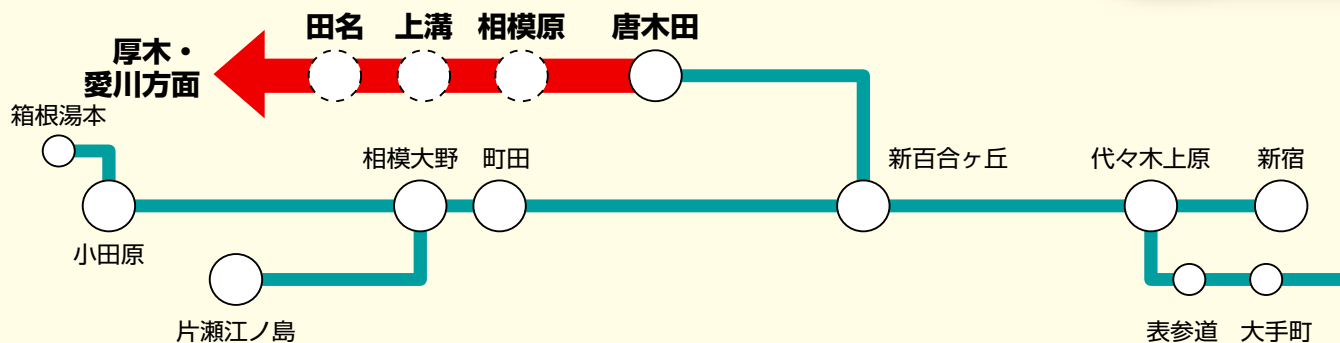 田名
上溝
相模原
唐木田
厚木・
愛川方面
箱根湯本
相模大野
町田
新百合ヶ丘
代々木上原
新宿
小田原
片瀬江ノ島
表参道
大手町